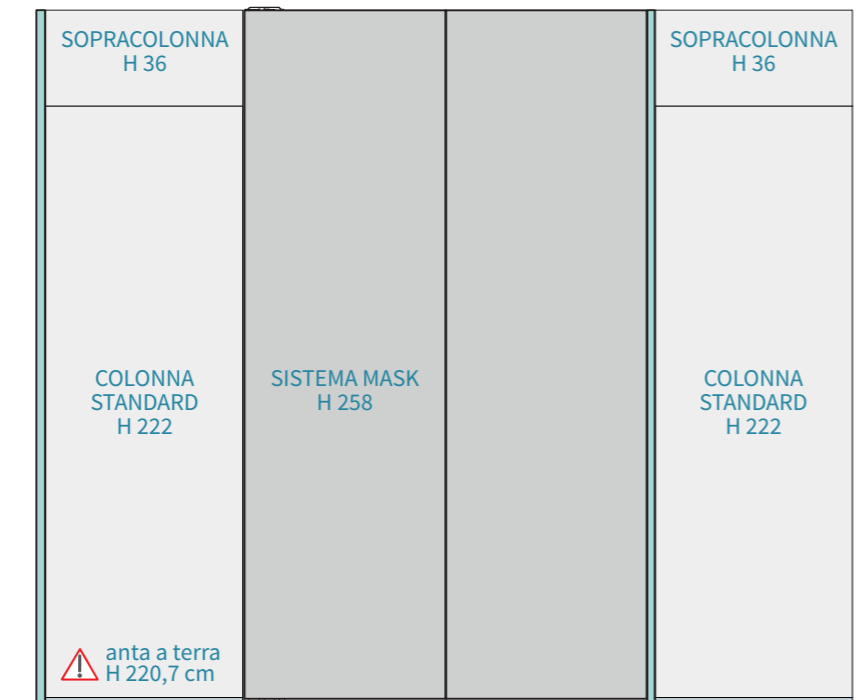 SOPRACOLONNA
H 36
SOPRACOLONNA
H 36
COLONNA
STANDARD
H 222
SISTEMA MASK
H 258
COLONNA
STANDARD
H 222
anta a terra
H 220,7 cm